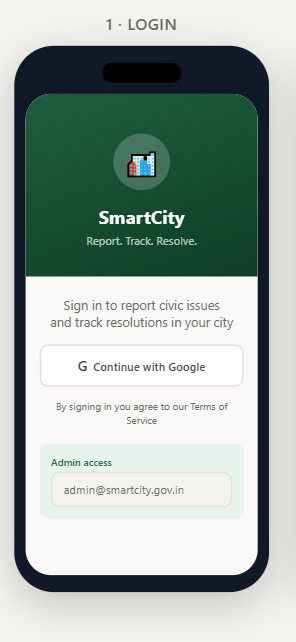 1 · LOGIN
SmartCity
Report. Track. Resolve.
Sign in to report civic issues
and track resolutions in your city
G Continue with Google
By signing in you agree to our Terms of
Service
Admin access
admin@smartcity.gov.in